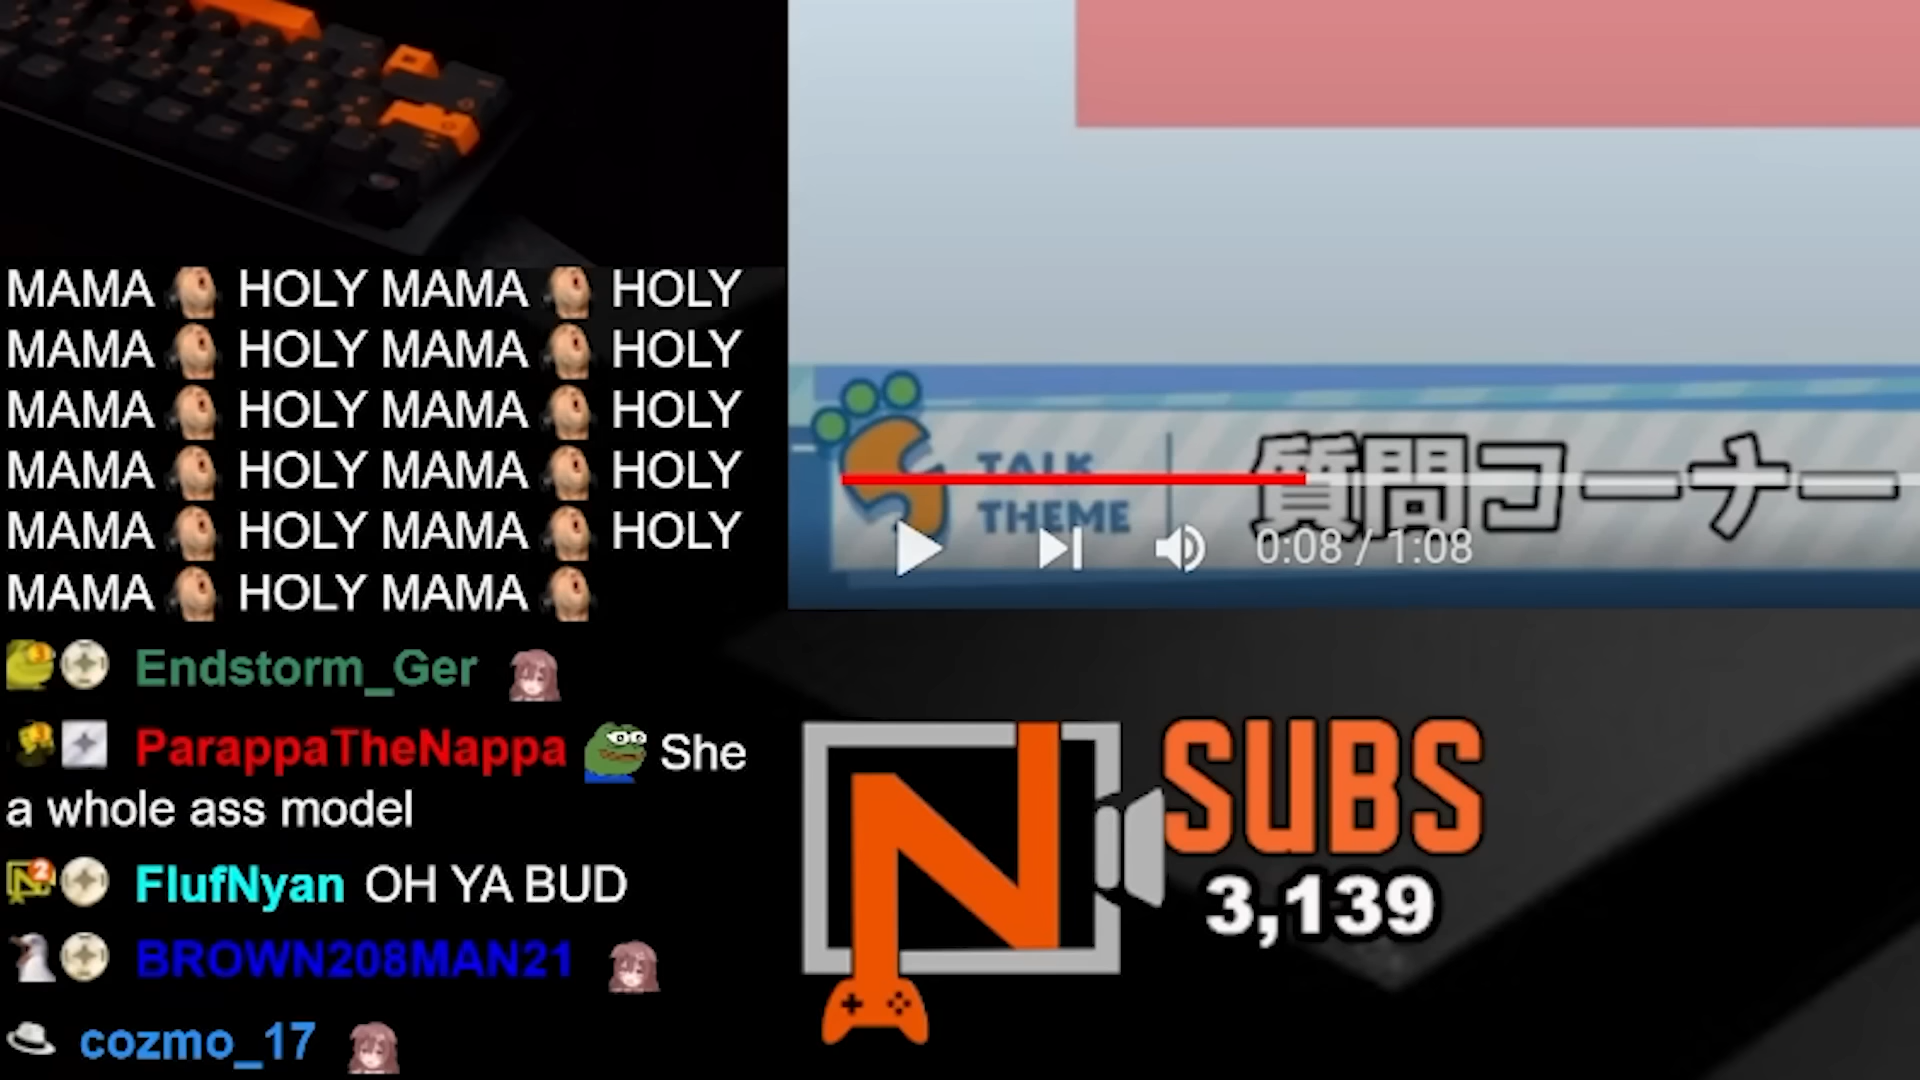 MAMA HOLY MAMA HOLY
MAMA HOLY MAMA HOLY
MAMA HOLY MAMA HOLY
MAMA HOLY MAMA HOLY
MAMA HOLY MAMA HOLY
MAMA HOLY MAMA
Endstorm_Ger
ParappaTheNappa She
a whole ass model
FlufNyan OH YA BUD
BROWN208MAN21
cozmo_17
TALK
THEME
質問コーナー
0:08 / 1:08
SUBS
3,139